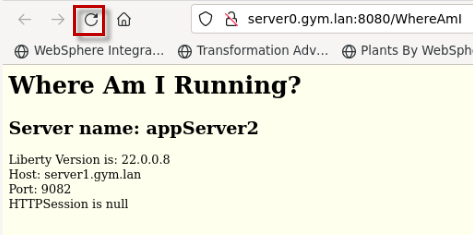 server0.gym.lan:8080/WhereAmI
WebSphere Integra... Transformation Adv... Plants By WebSph
Where Am I Running?
Server name: appServer2
Liberty Version is: 22.0.0.8
Host: server1.gym.lan
Port: 9082
HTTPSession is null